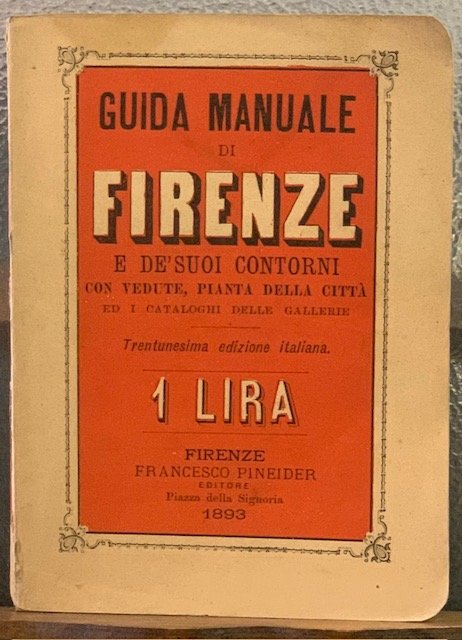 GUIDA MANUALE
DI
FIRENZE
E DE' SUOI CONTORNI
CON VEDUTE, PIANTA DELLA CITTÀ
ED I CATALOGHI DELLE GALLERIE
Trentunesima edizione italiana.
1 LIRA
FIRENZE
FRANCESCO PINEIDER
EDITORE
Piazza della Signoria
1893